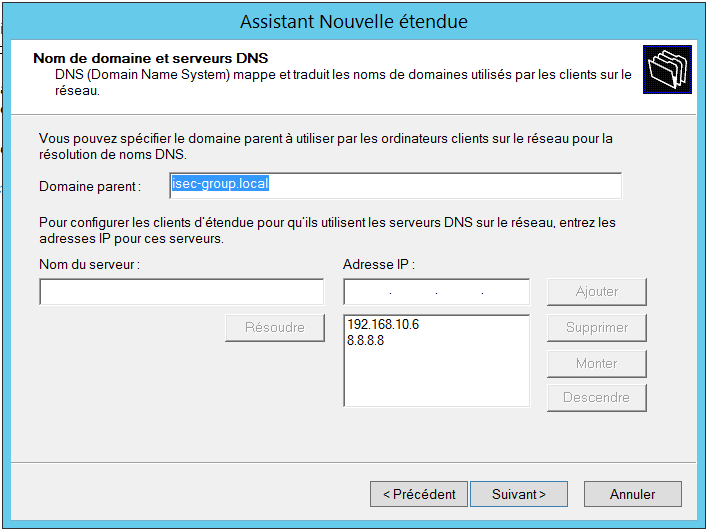 Assistant Nouvelle étendue
Nom de domaine et serveurs DNS
DNS (Domain Name System) mappe et traduit les noms de domaines utilisés par les clients sur le
réseau.
Vous pouvez spécifier le domaine parent à utiliser par les ordinateurs clients sur le réseau pour la
résolution de noms DNS.
Domaine parent : isec-group.local
Pour configurer les clients d'étendue pour qu'ils utilisent les serveurs DNS sur le réseau, entrez les
adresses IP pour ces serveurs.
Nom du serveur : Adresse IP :
. . . Ajouter
Résoudre 192.168.10.6 Supprimer
8.8.8.8
Monter
Descendre
< Précédent Suivant > Annuler